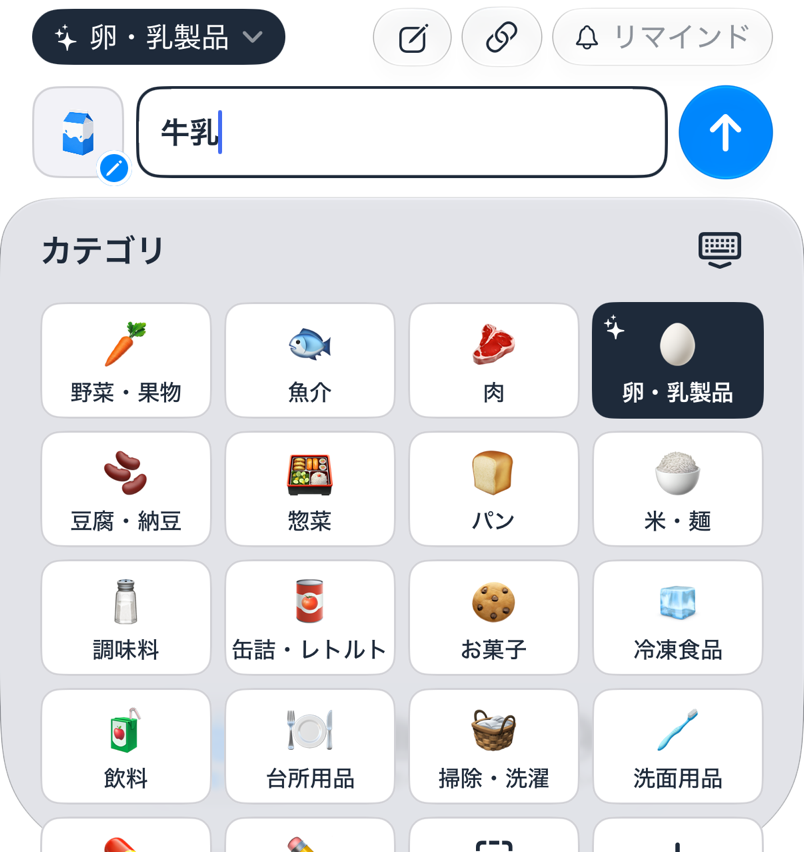 卵・乳製品
リマインド
牛乳
カテゴリ
野菜・果物
魚介
肉
卵・乳製品
豆腐・納豆
惣菜
パン
米・麺
調味料
缶詰・レトルト
お菓子
冷凍食品
飲料
台所用品
掃除・洗濯
洗面用品